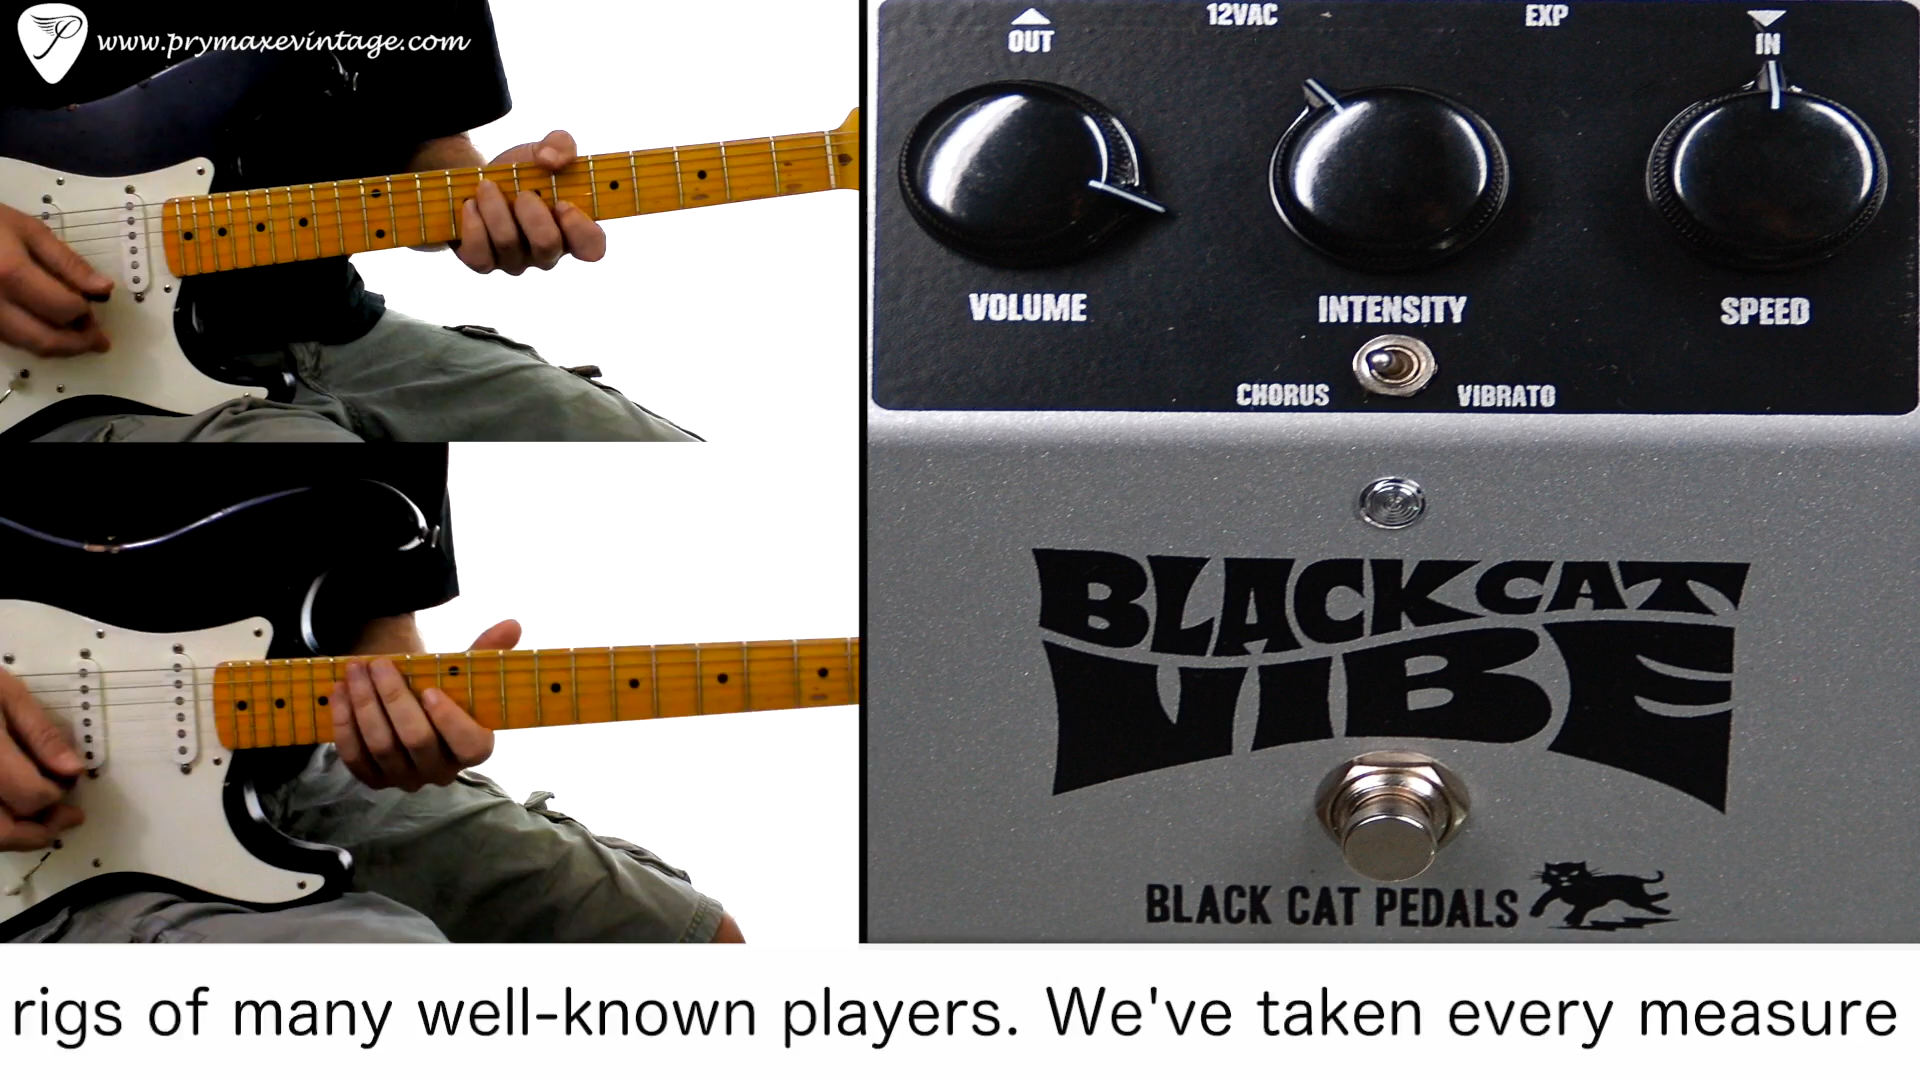 www.prymaxevintage.com
OUT 12VAC EXP IN
VOLUME INTENSITY SPEED
CHORUS VIBRATO
BLACK CAT
VIBE
BLACK CAT PEDALS
rigs of many well-known players. We've taken every measure